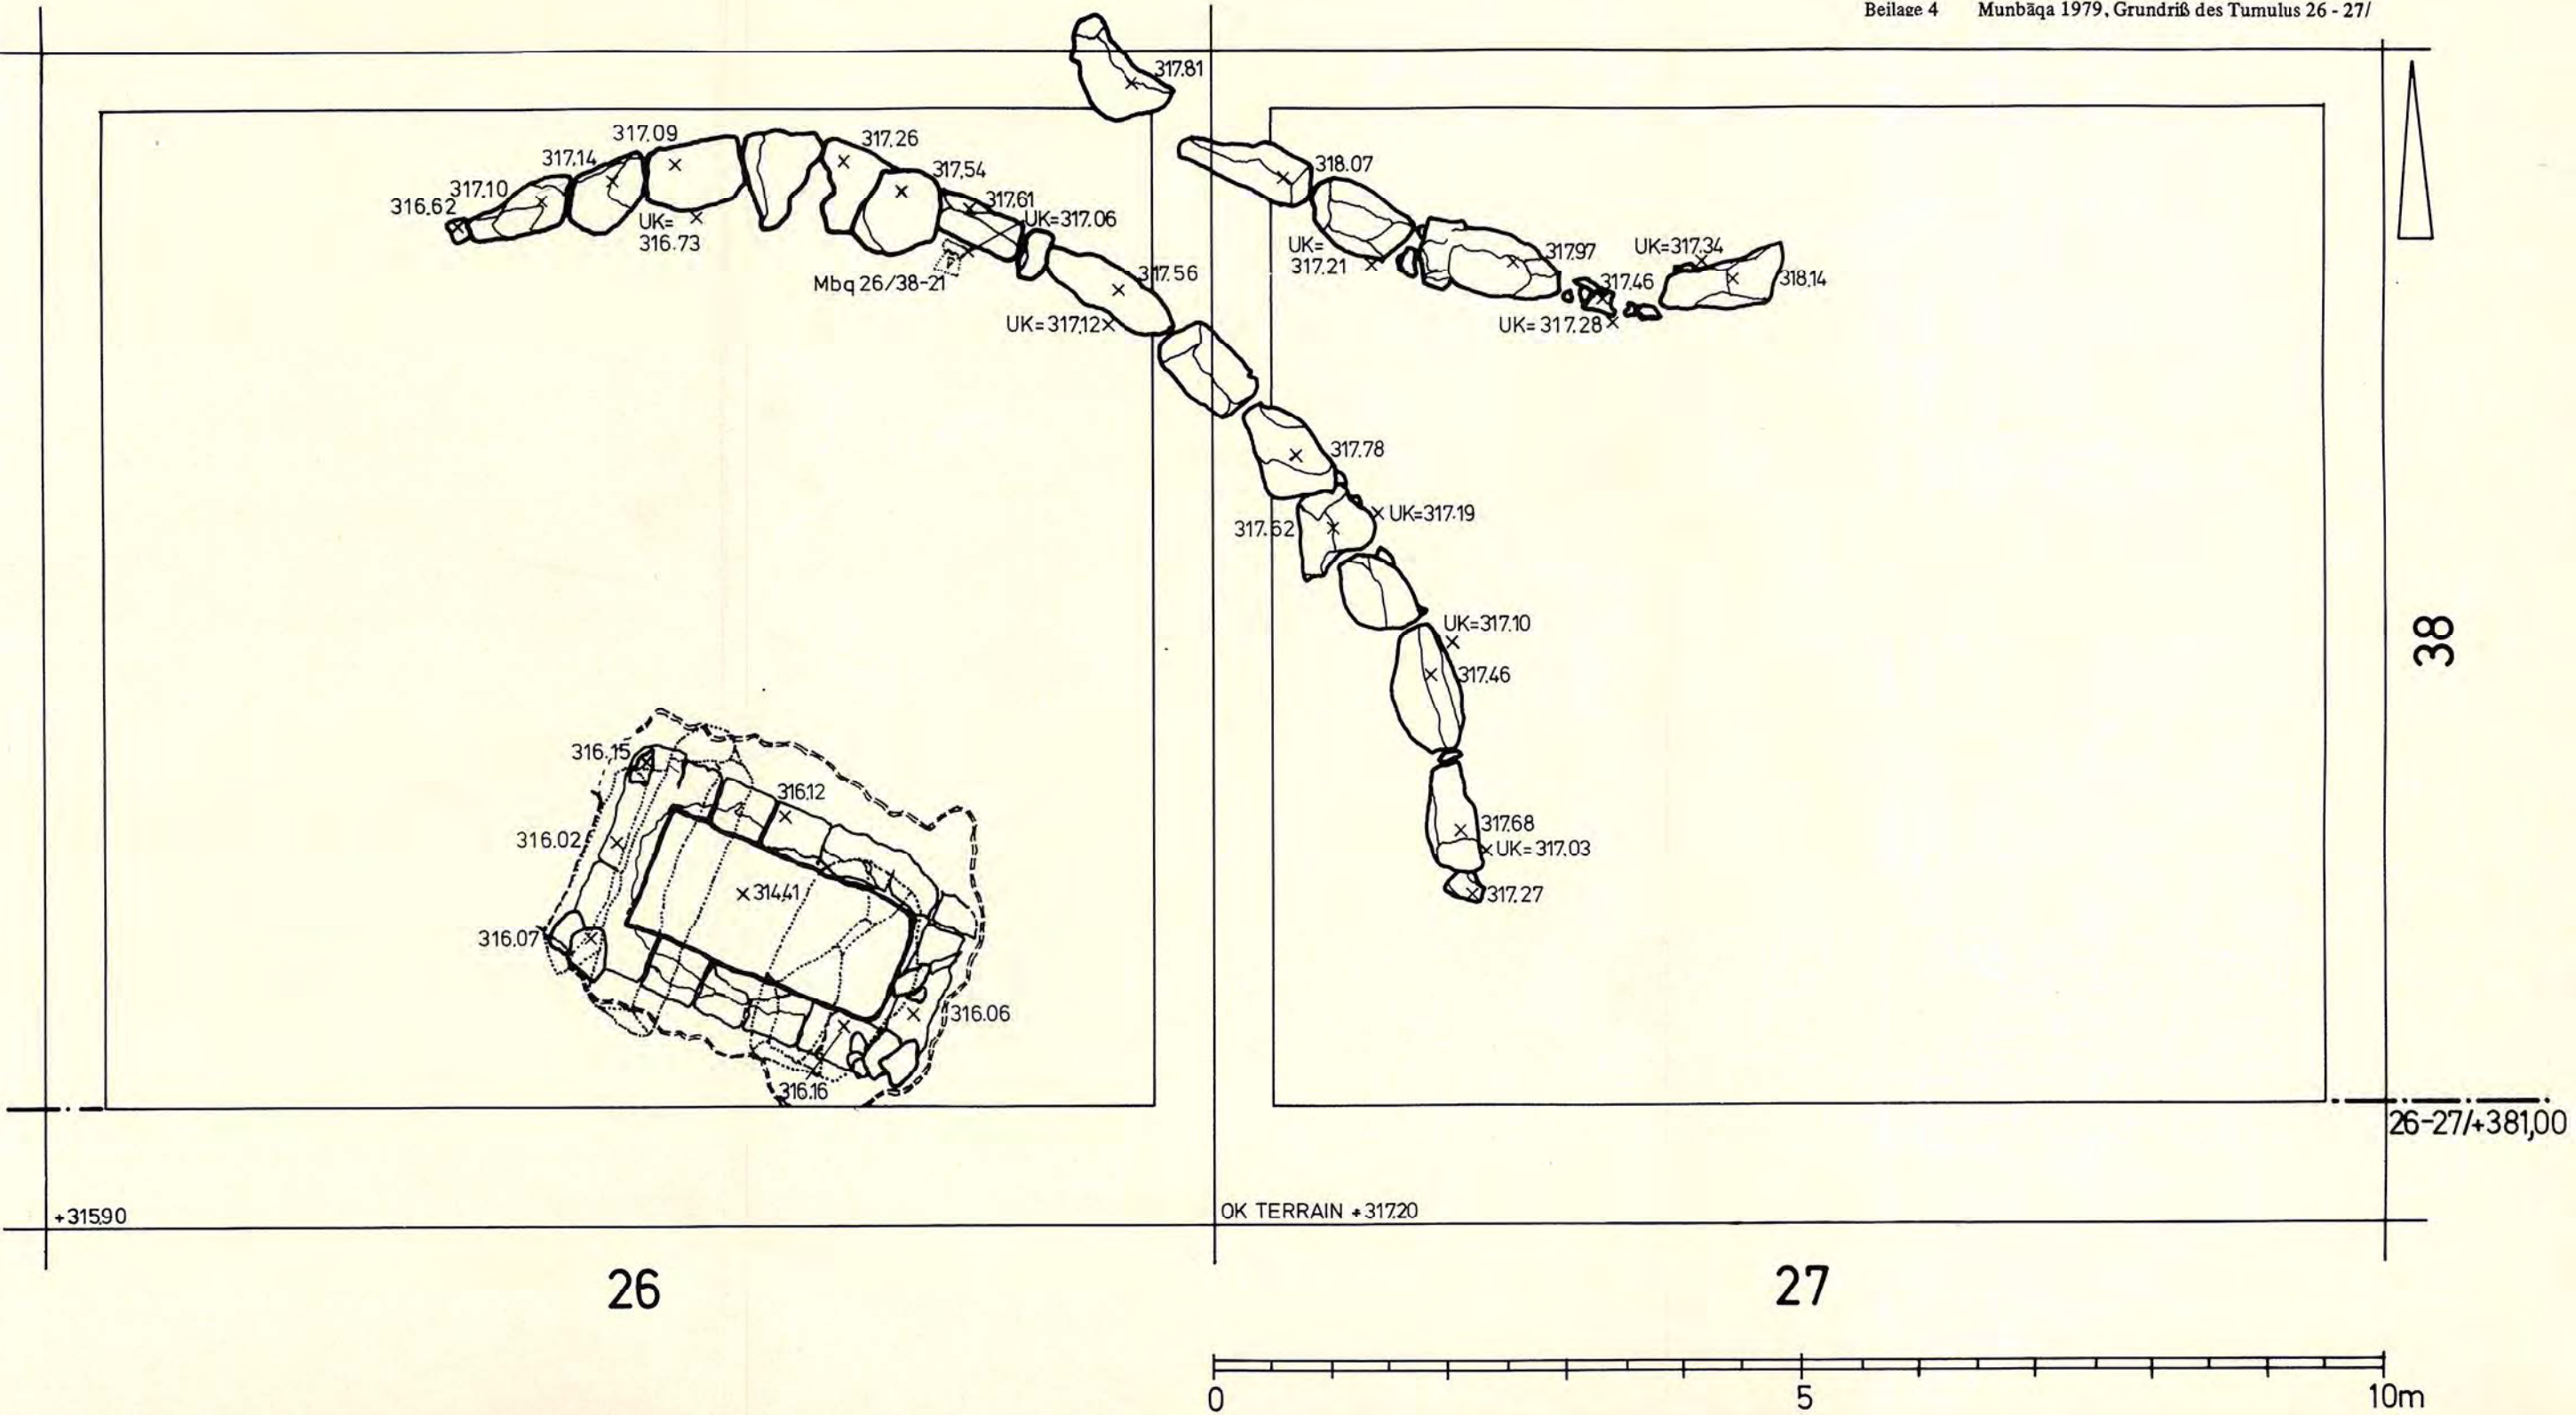 Beilage 4 Munbāqa 1979, Grundriß des Tumulus 26 - 27/
317.81
317.09
317.26
317.14
317.54
318.07
317.10
317.61
316.62
UK=317.06
UK=
316.73
UK=
317.21
317.97
UK=317.34
317.46
318.14
Mbq 26/38-21
317.56
UK=317.12
UK=317.28
317.78
UK=317.19
317.62
UK=317.10
317.46
38
316.15
316.12
317.68
316.02
UK=317.03
314.41
317.27
316.07
316.06
316.16
26-27/+381,00
+315.90
OK TERRAIN +317.20
26
27
0 5 10m